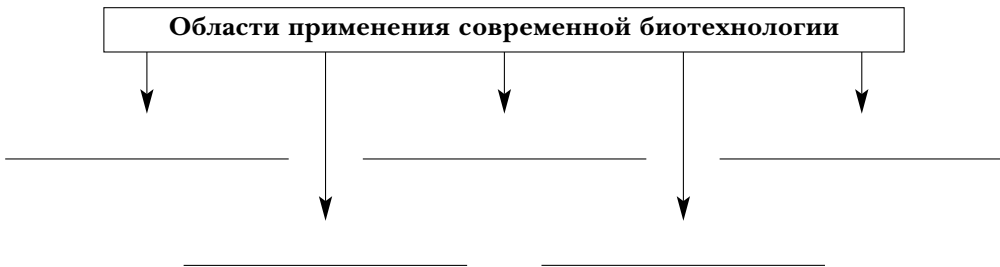 Области применения современной биотехнологии